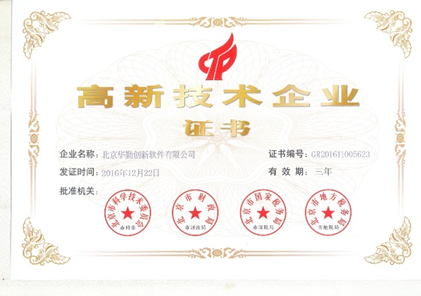 高新技术企业
证书
企业名称：北京华勤创新软件有限公司
证书编号：GR201611005623
发证时间：2016年12月22日
有 效 期：三年
批准机关：
北京市科学技术委员会
北京市财政局
北京市国家税务局
北京市地方税务局